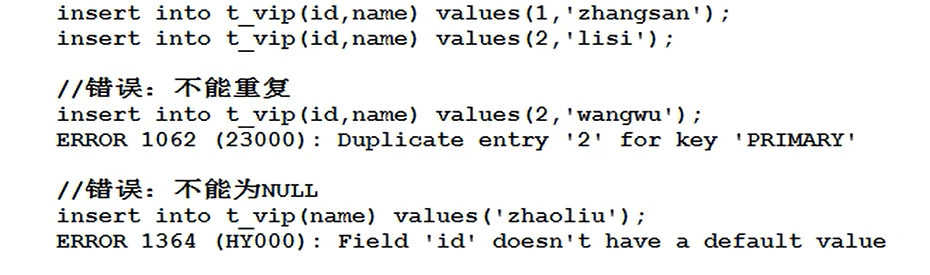 insert into t_vip(id,name) values(1,'zhangsan');
insert into t_vip(id,name) values(2,'lisi');
//错误：不能重复
insert into t_vip(id,name) values(2,'wangwu');
ERROR 1062 (23000): Duplicate entry '2' for key 'PRIMARY'
//错误：不能为NULL
insert into t_vip(name) values('zhaoliu');
ERROR 1364 (HY000): Field 'id' doesn't have a default value